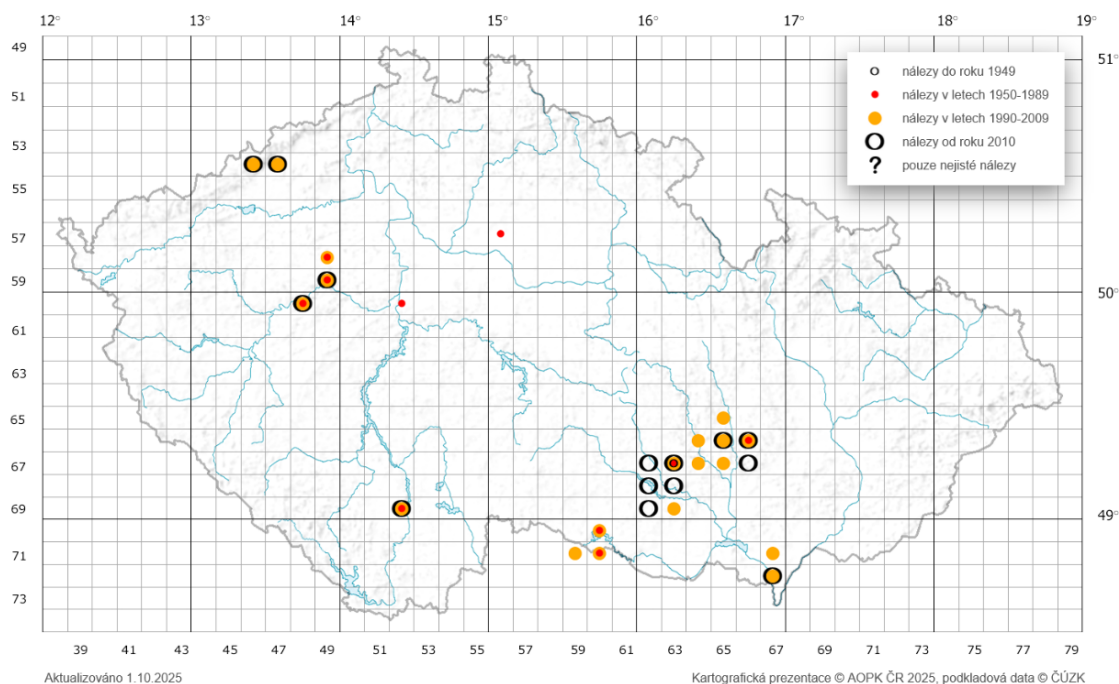 12° 13° 14° 15° 16° 17° 18° 19°
49 51°
51
53
55
57
59 50°
61
63
65
67
69 49°
71
73
nálezy do roku 1949
nálezy v letech 1950-1989
nálezy v letech 1990-2009
nálezy od roku 2010
? pouze nejisté nálezy
39 41 43 45 47 49 51 53 55 57 59 61 63 65 67 69 71 73 75 77 79
Aktualizováno 1.10.2025 Kartografická prezentace © AOPK ČR 2025, podkladová data © ČÚZK